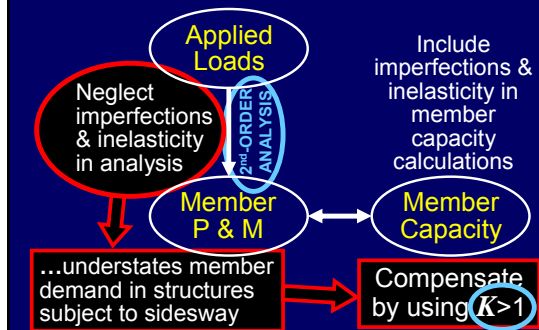 Applied
Loads
Neglect
imperfections
& inelasticity
in analysis
2nd-ORDER
ANALYSIS
Include
imperfections &
inelasticity in
member
capacity
calculations
Member
P & M
Member
Capacity
...understates member
demand in structures
subject to sidesway
Compensate
by using K>1